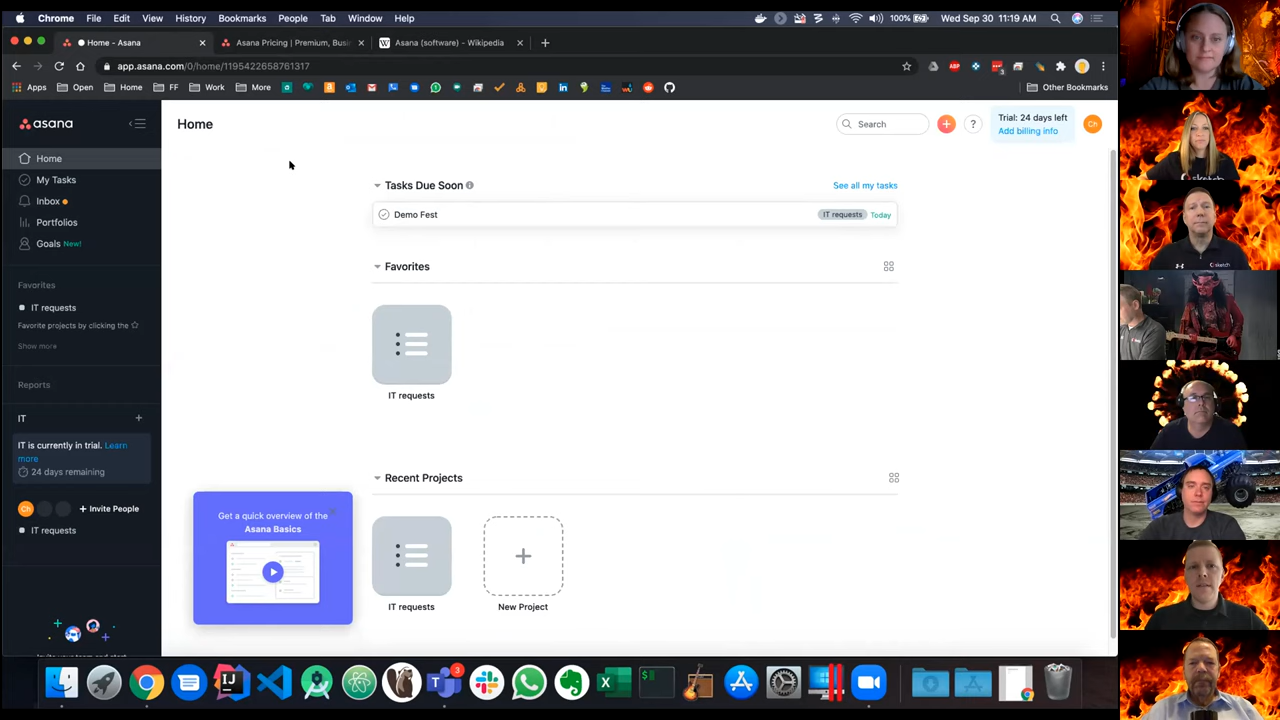 Chrome File Edit View History Bookmarks People Tab Window Help 100% Wed Sep 30 11:19 AM
Home - Asana
Asana Pricing | Premium, Busi
Asana (software) - Wikipedia
app.asana.com/0/home/1195422658761317
Apps Open Home FF Work More Other Bookmarks
asana
Home
Search
?
Trial: 24 days left
Add billing info
Ch
Home
My Tasks
Inbox
Portfolios
Goals New!
Favorites
IT requests
Favorite projects by clicking the
Show more
Reports
IT
IT is currently in trial. Learn
more
24 days remaining
Ch
+ Invite People
IT requests
Tasks Due Soon
See all my tasks
Demo Fest
IT requests
Today
Favorites
IT requests
Recent Projects
IT requests
New Project
Get a quick overview of the
Asana Basics
3
sketch
sketch